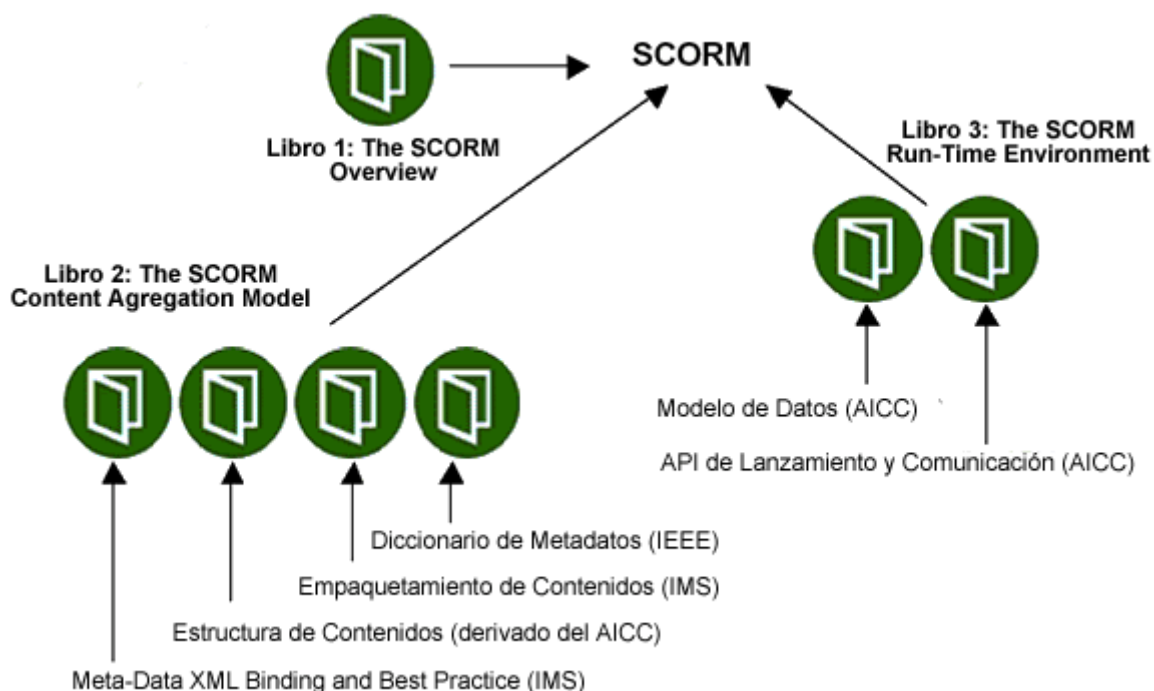 SCORM
Libro 1: The SCORM
Overview
Libro 3: The SCORM
Run-Time Environment
Libro 2: The SCORM
Content Agregation Model
Modelo de Datos (AICC)
API de Lanzamiento y Comunicación (AICC)
Diccionario de Metadatos (IEEE)
Empaquetamiento de Contenidos (IMS)
Estructura de Contenidos (derivado del AICC)
Meta-Data XML Binding and Best Practice (IMS)